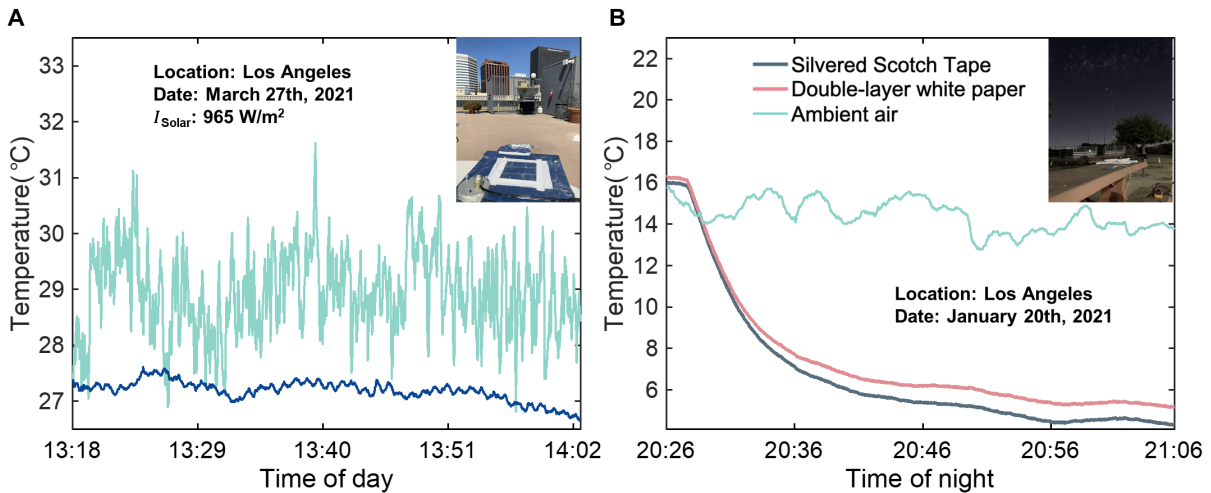 A
Temperature( °C)
33
32
31
30
29
28
27
Location: Los Angeles
Date: March 27th, 2021
I Solar: 965 W/m2
13:18
13:29
13:40
13:51
14:02
Time of day
B
Temperature( °C)
22
20
18
16
14
12
10
8
6
Silvered Scotch Tape
Double-layer white paper
Ambient air
Location: Los Angeles
Date: January 20th, 2021
20:26
20:36
20:46
20:56
21:06
Time of night